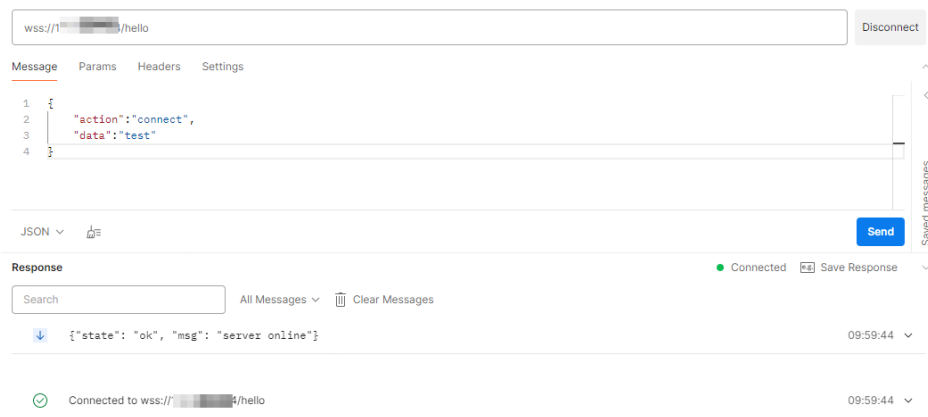 wss://1 /hello
Disconnect
Message Params Headers Settings
1 {
2 "action":"connect",
3 "data":"test"
4 }
Saved messages
JSON
Send
Response
Connected
e.g. Save Response
Search
All Messages
Clear Messages
{"state": "ok", "msg": "server online"}
09:59:44
Connected to wss://1 4/hello
09:59:44